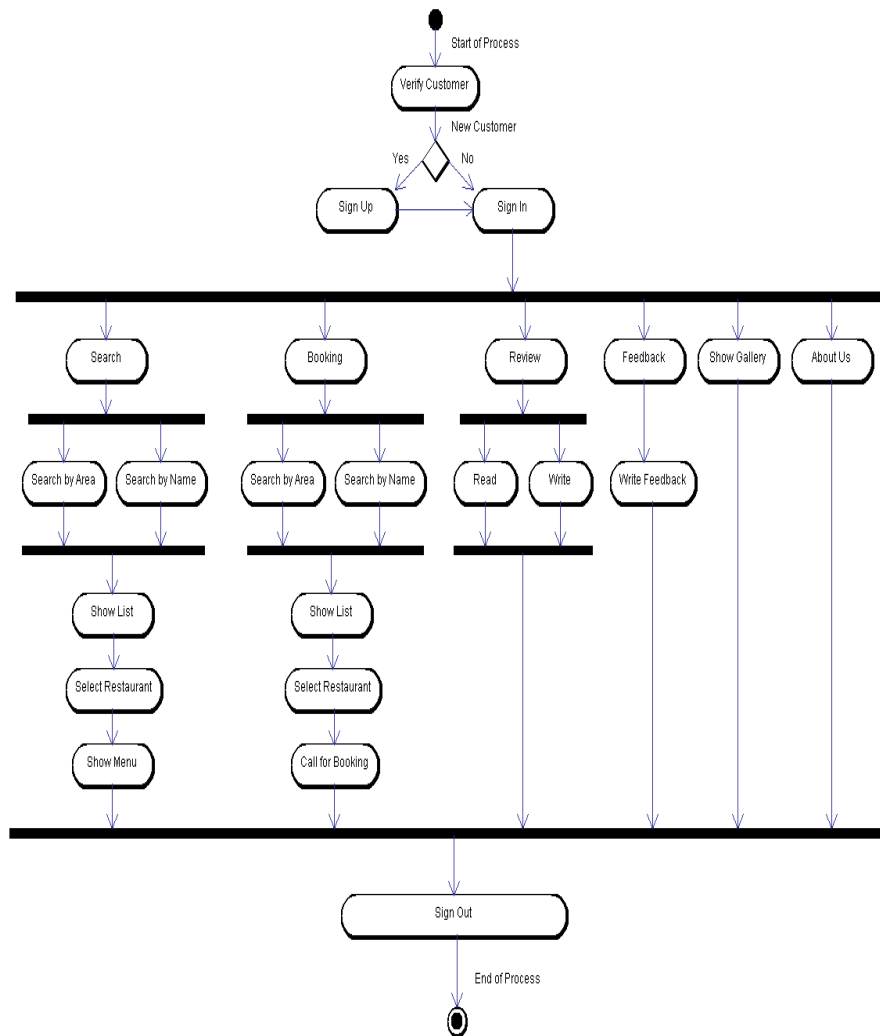 Start of Process
Verify Customer
New Customer
Yes
No
Sign Up
Sign In
Search
Booking
Review
Feedback
Show Gallery
About Us
Search by Area
Search by Name
Search by Area
Search by Name
Read
Write
Write Feedback
Show List
Show List
Select Restaurant
Select Restaurant
Show Menu
Call for Booking
Sign Out
End of Process